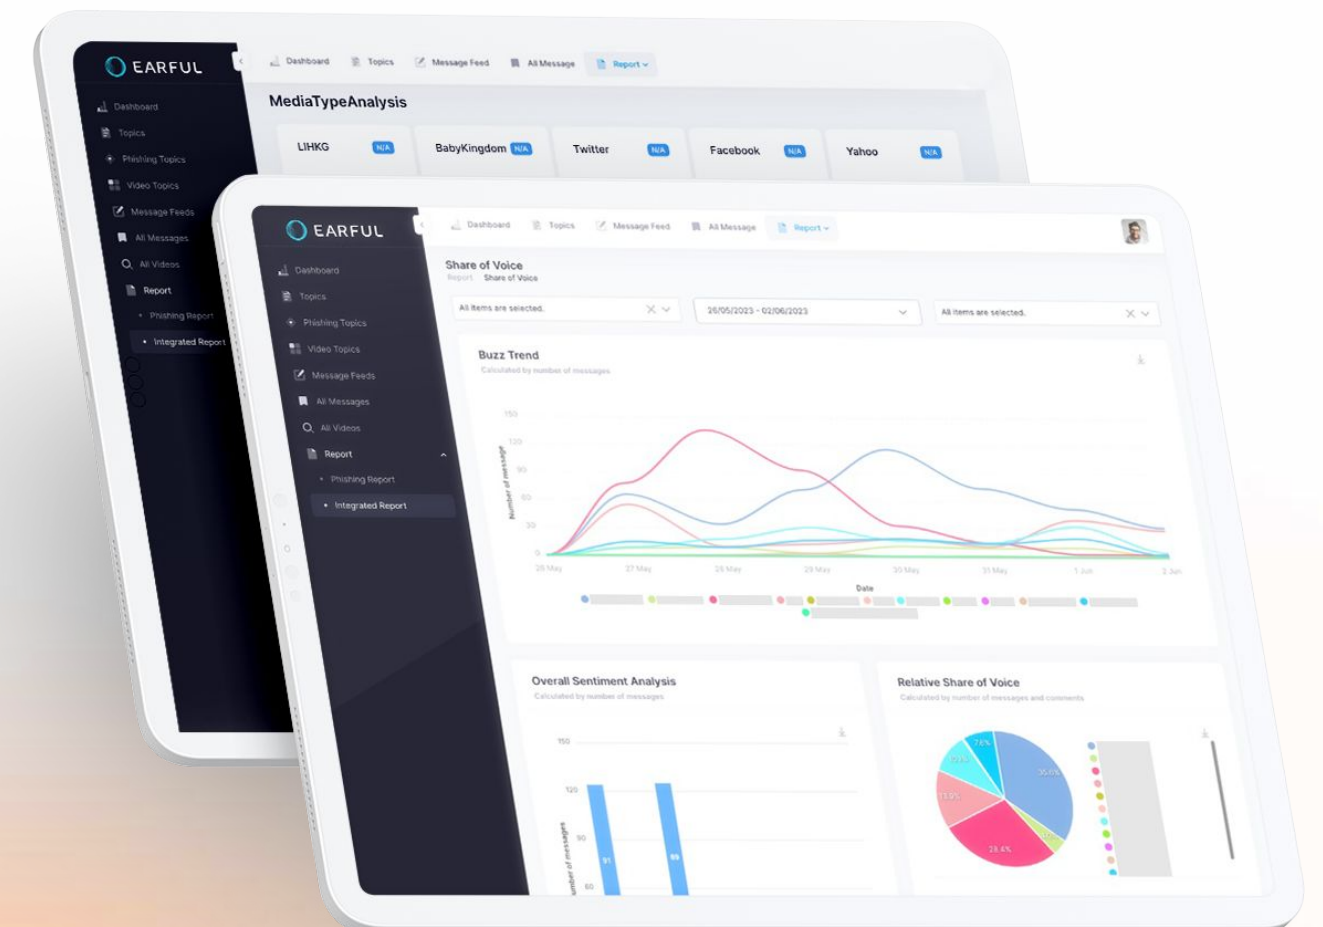 EARFUL
Dashboard
Topics
Message Feed
All Message
Report
MediaTypeAnalysis
LIHKG
N/A
BabyKingdom
N/A
Twitter
N/A
Facebook
N/A
Yahoo
N/A
Dashboard
Topics
Phishing Topics
Video Topics
Message Feeds
All Messages
All Videos
Report
Phishing Report
Integrated Report
EARFUL
Dashboard
Topics
Message Feed
All Message
Report
Dashboard
Topics
Phishing Topics
Video Topics
Message Feeds
All Messages
All Videos
Report
Phishing Report
Integrated Report
Share of Voice
Report Share of Voice
All items are selected.
26/05/2023 - 02/06/2023
All items are selected.
Buzz Trend
Calculated by number of messages
Number of message
150
120
90
60
30
0
26 May
27 May
28 May
29 May
30 May
31 May
1 Jun
2 Jun
Date
Overall Sentiment Analysis
Calculated by number of messages
150
120
90
60
91
Relative Share of Voice
Calculated by number of messages and comments
7.6%
35.6%
28.4%